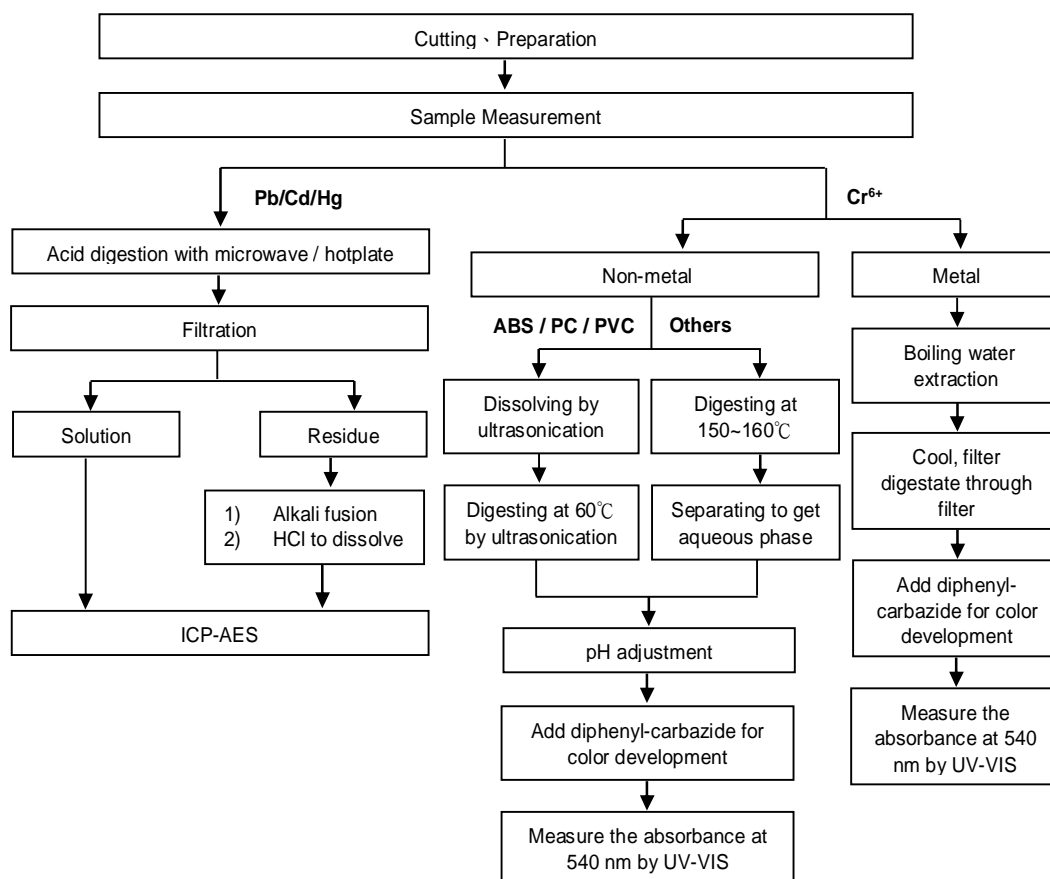 Cutting、Preparation
Sample Measurement
Pb/Cd/Hg
Cr⁶⁺
Acid digestion with microwave / hotplate
Non-metal
Metal
Filtration
ABS / PC / PVC
Others
Boiling water
extraction
Solution
Residue
Dissolving by
ultrasonication
Digesting at
150~160℃
Cool, filter
digestate through
filter
1) Alkali fusion
2) HCl to dissolve
Digesting at 60℃
by ultrasonication
Separating to get
aqueous phase
Add diphenyl-
carbazide for color
development
ICP-AES
pH adjustment
Measure the
absorbance at 540
nm by UV-VIS
Add diphenyl-carbazide for
color development
Measure the absorbance at
540 nm by UV-VIS